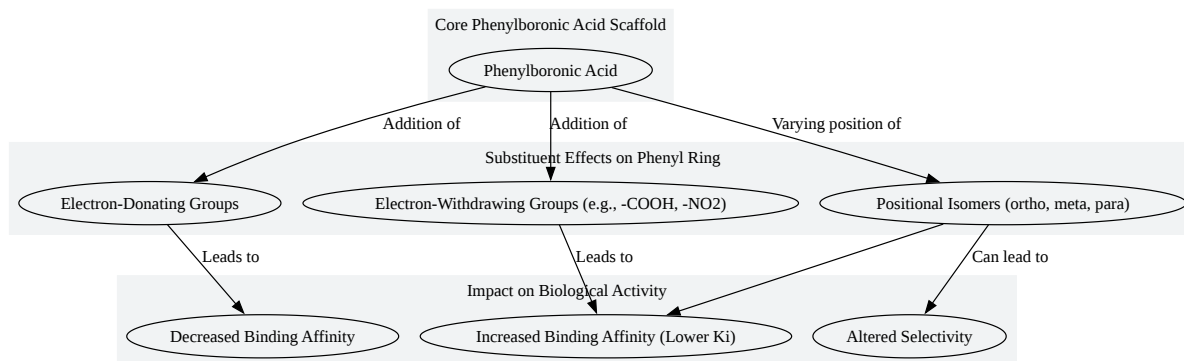 Core Phenylboronic Acid Scaffold
Phenylboronic Acid
Addition of
Addition of
Varying position of
Substituent Effects on Phenyl Ring
Electron-Donating Groups
Electron-Withdrawing Groups (e.g., -COOH, -NO2)
Positional Isomers (ortho, meta, para)
Leads to
Leads to
Can lead to
Impact on Biological Activity
Decreased Binding Affinity
Increased Binding Affinity (Lower Ki)
Altered Selectivity